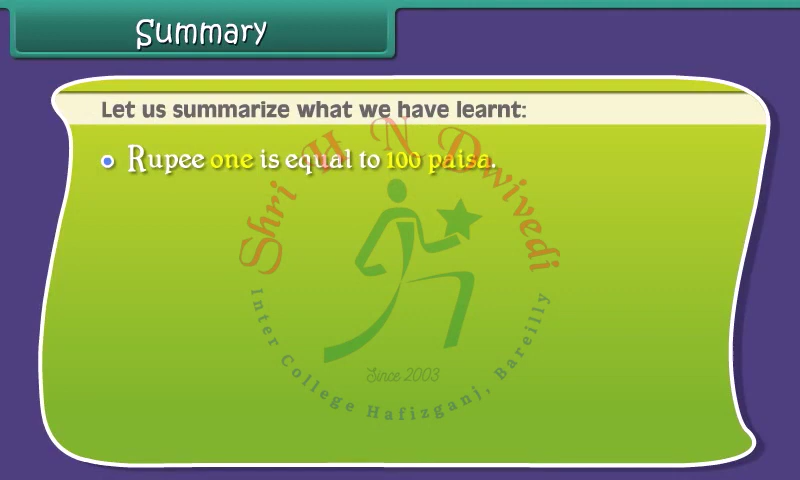 Summary
Let us summarize what we have learnt:
Rupee one is equal to 100 paisa.
Shri H N Dwivedi
Since 2003
Inter College Hafizganj, Bareilly